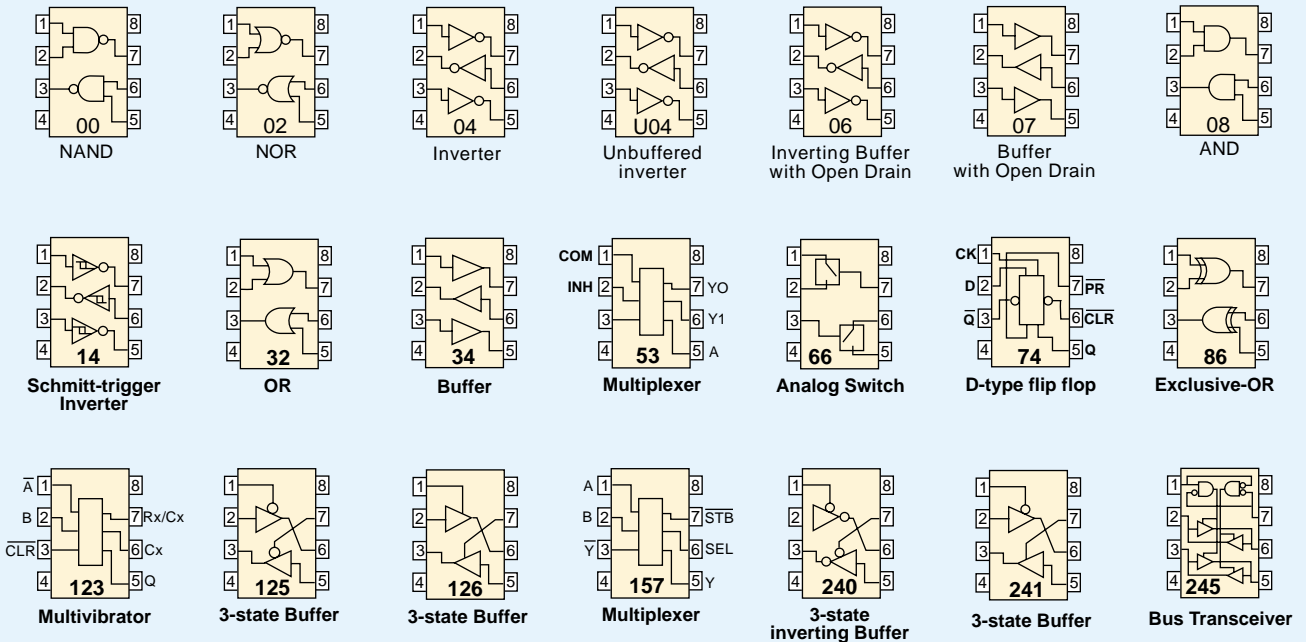 1 8
2 7
3 6
4 00 5
NAND
1 8
2 7
3 6
4 02 5
NOR
1 8
2 7
3 6
4 04 5
Inverter
1 8
2 7
3 6
4 U04 5
Unbuffered
inverter
1 8
2 7
3 6
4 06 5
Inverting Buffer
with Open Drain
1 8
2 7
3 6
4 07 5
Buffer
with Open Drain
1 8
2 7
3 6
4 08 5
AND
1 8
2 7
3 6
4 14 5
Schmitt-trigger
Inverter
1 8
2 7
3 6
4 32 5
OR
1 8
2 7
3 6
4 34 5
Buffer
COM 1 8
INH 2 7 YO
3 6 Y1
4 53 5 A
Multiplexer
1 8
2 7
3 6
4 66 5
Analog Switch
CK 1 8
D 2 7 P̅R̅
Q̅ 3 6 C̅L̅R̅
4 74 5 Q
D-type flip flop
1 8
2 7
3 6
4 86 5
Exclusive-OR
A̅ 1 8
B 2 7 Rx/Cx
C̅L̅R̅ 3 6 Cx
4 123 5 Q
Multivibrator
1 8
2 7
3 6
4 125 5
3-state Buffer
1 8
2 7
3 6
4 126 5
3-state Buffer
A 1 8
B 2 7 S̅T̅B̅
Y̅ 3 6 SEL
4 157 5 Y
Multiplexer
1 8
2 7
3 6
4 240 5
3-state
inverting Buffer
1 8
2 7
3 6
4 241 5
3-state Buffer
1 8
2 7
3 6
4 245 5
Bus Transceiver